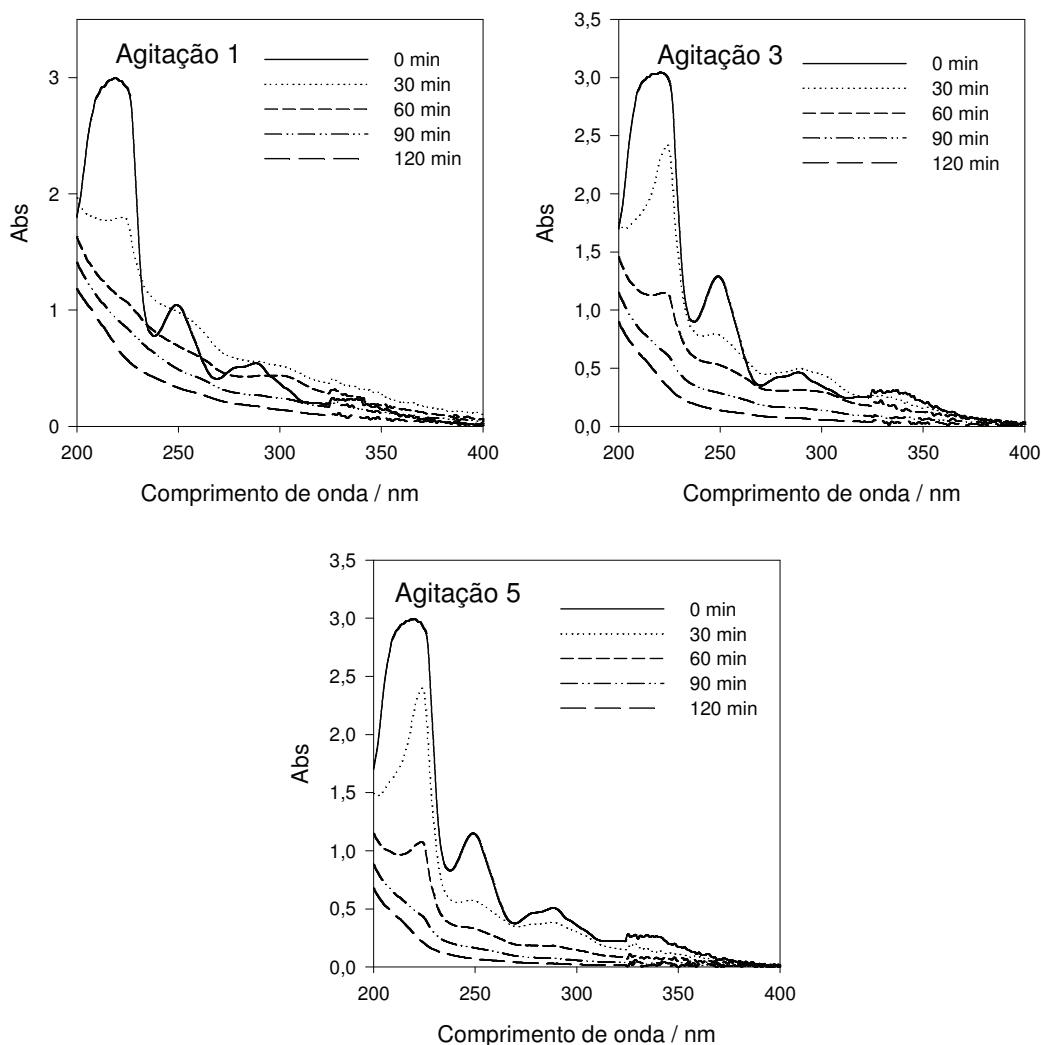 Agitação 1
0 min
30 min
60 min
90 min
120 min
3
2
1
0
Abs
200 250 300 350 400
Comprimento de onda / nm
3,5
Agitação 3
0 min
30 min
60 min
90 min
120 min
3,0
2,5
2,0
1,5
1,0
0,5
0,0
Abs
200 250 300 350 400
Comprimento de onda / nm
3,5
Agitação 5
0 min
30 min
60 min
90 min
120 min
3,0
2,5
2,0
1,5
1,0
0,5
0,0
Abs
200 250 300 350 400
Comprimento de onda / nm